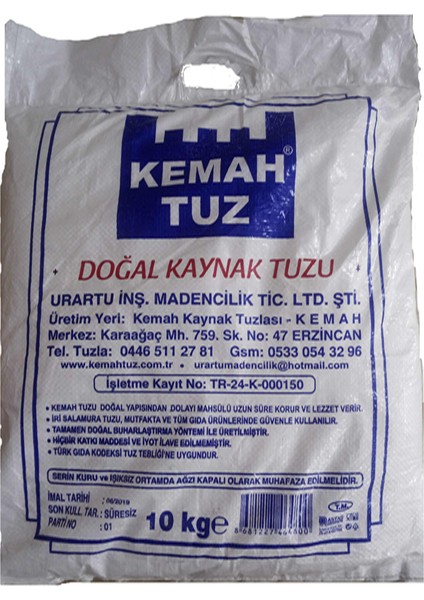 KEMAH®
TUZ
DOĞAL KAYNAK TUZU
URARTU İNŞ. MADENCİLİK TİC. LTD. ŞTİ.
Üretim Yeri: Kemah Kaynak Tuzlası - K E M A H
Merkez: Karaağaç Mh. 759. Sk. No: 47 ERZİNCAN
Tel. Tuzla: 0446 511 27 81 Gsm: 0533 054 32 96
www.kemahtuz.com.tr • urartumadencilik@hotmail.com
İşletme Kayıt No: TR-24-K-000150
• KEMAH TUZU DOĞAL YAPISINDAN DOLAYI MAHSÜLÜ UZUN SÜRE KORUR VE LEZZET VERİR.
• İRİ SALAMURA TUZU, MUTFAKTA VE TÜM GIDA ÜRÜNLERİNDE GÜVENLE KULLANILIR.
• TAMAMEN DOĞAL BUHARLAŞTIRMA YÖNTEMİ İLE ÜRETİLMİŞTİR.
• HİÇBİR KATKI MADDESİ VE İYOT İLAVE EDİLMEMİŞTİR.
• TÜRK GIDA KODEKSİ TUZ TEBLİĞİNE UYGUNDUR.
SERİN KURU ve IŞIKSIZ ORTAMDA AĞZI KAPALI OLARAK MUHAFAZA EDİLMELİDİR.
İMAL TARİHİ : 06/2019
SON KULL. TAR. : SÜRESİZ
PARTİ NO : 01
10 kg e
T.M.